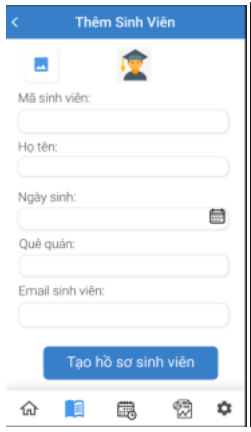 Thêm Sinh Viên
Mã sinh viên:
Họ tên:
Ngày sinh:
Quê quán:
Email sinh viên:
Tạo hồ sơ sinh viên